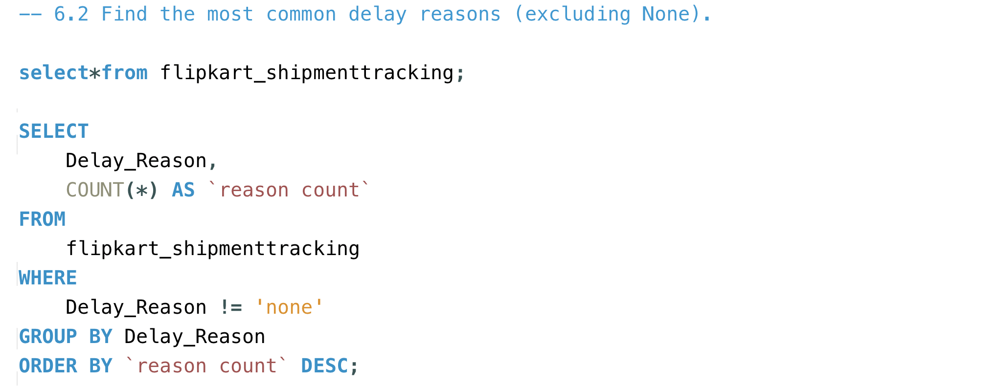 -- 6.2 Find the most common delay reasons (excluding None).
select*from flipkart_shipmenttracking;
SELECT
    Delay_Reason,
    COUNT(*) AS `reason count`
FROM
    flipkart_shipmenttracking
WHERE
    Delay_Reason != 'none'
GROUP BY Delay_Reason
ORDER BY `reason count` DESC;